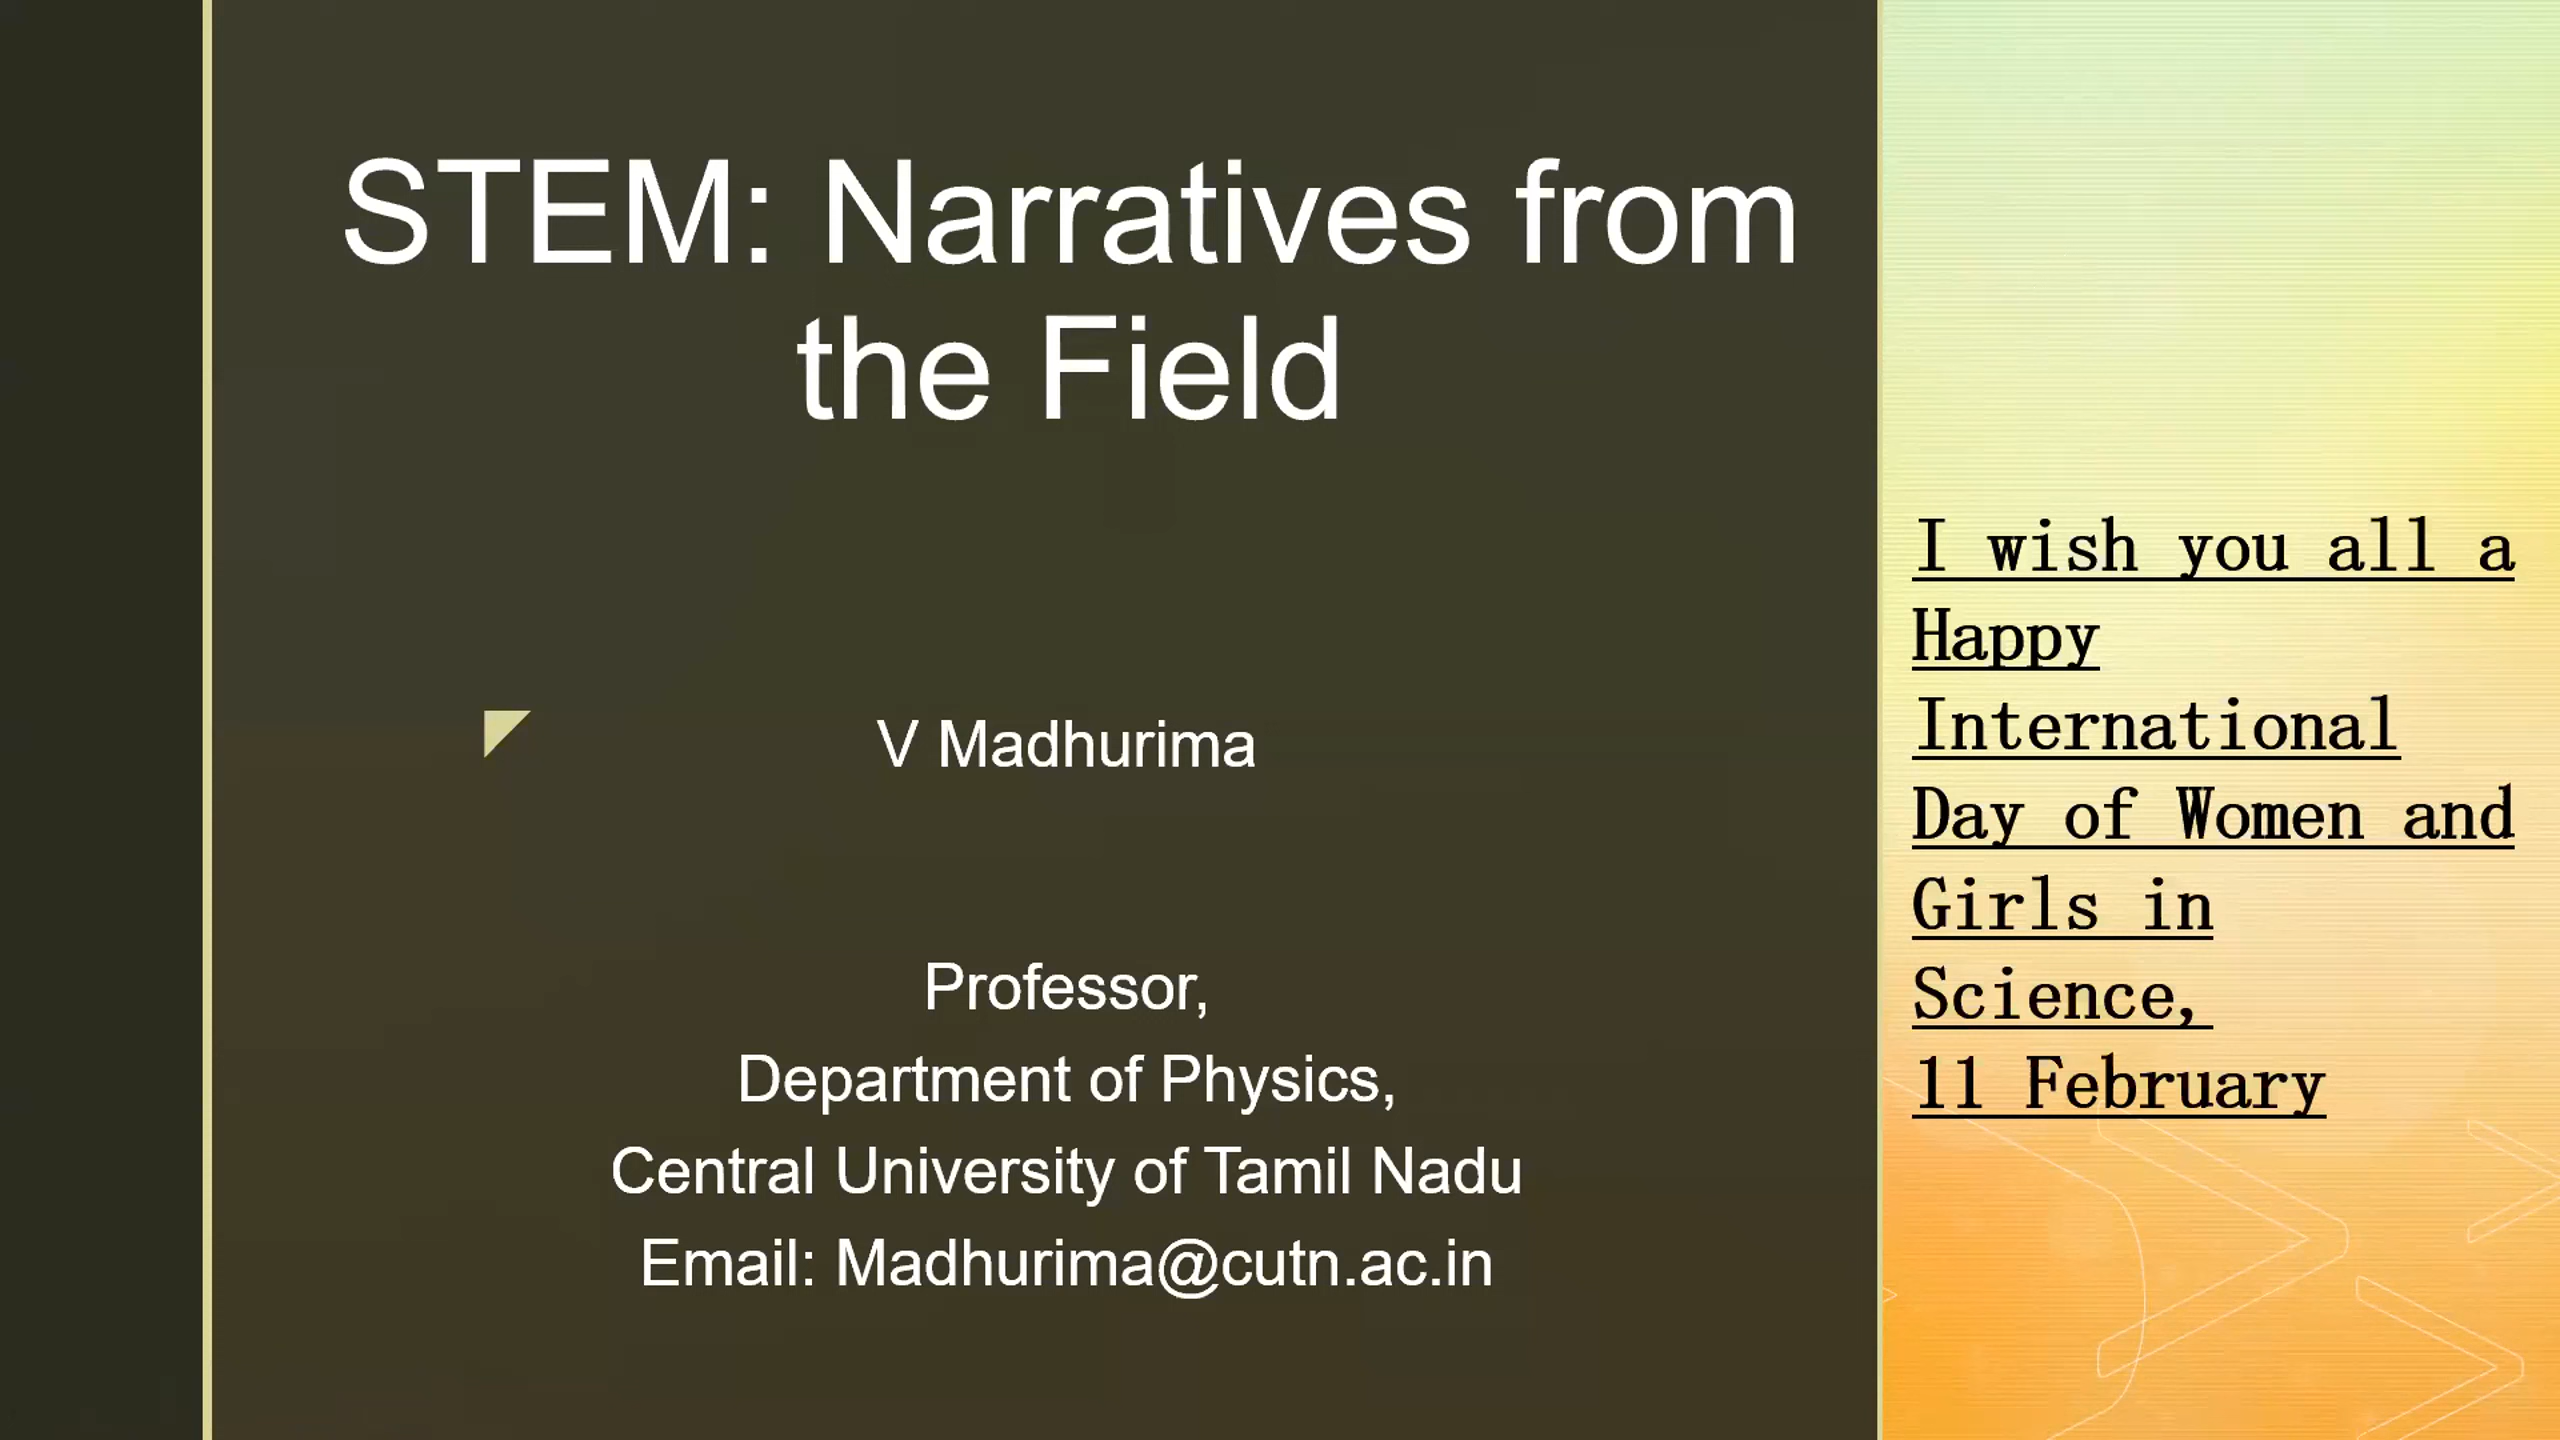 STEM: Narratives from
the Field
V Madhurima
Professor,
Department of Physics,
Central University of Tamil Nadu
Email: Madhurima@cutn.ac.in
I wish you all a
Happy
International
Day of Women and
Girls in
Science,
11 February